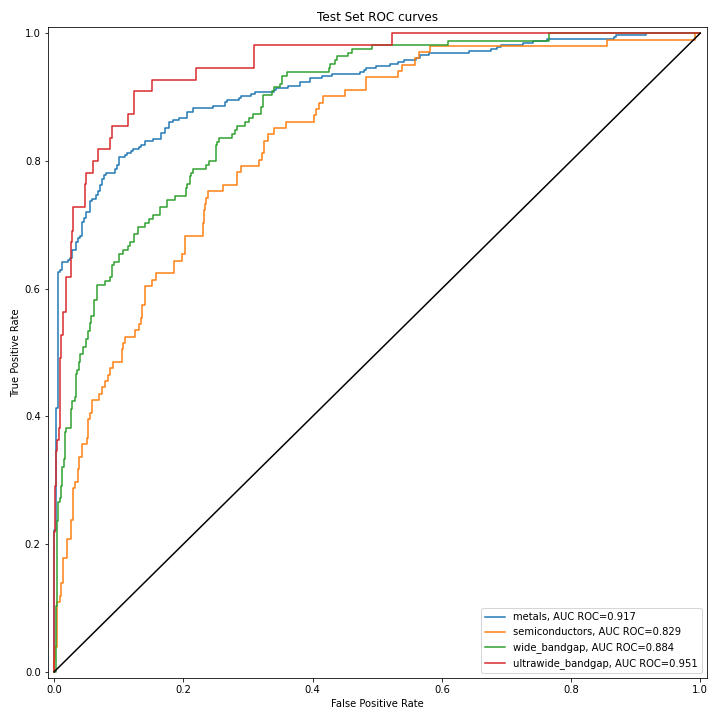 Test Set ROC curves
True Positive Rate
1.0
0.8
0.6
0.4
0.2
0.0
metals, AUC ROC=0.917
semiconductors, AUC ROC=0.829
wide_bandgap, AUC ROC=0.884
ultrawide_bandgap, AUC ROC=0.951
0.0 0.2 0.4 0.6 0.8 1.0
False Positive Rate